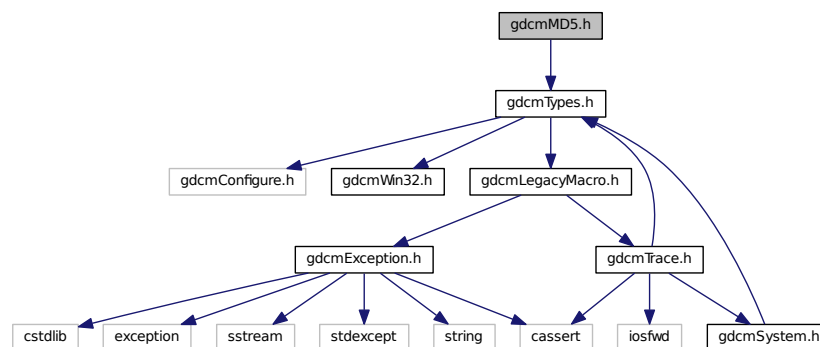 gdcmMD5.h
gdcmTypes.h
gdcmConfigure.h
gdcmWin32.h
gdcmLegacyMacro.h
gdcmException.h
gdcmTrace.h
cstdlib
exception
sstream
stdexcept
string
cassert
iosfwd
gdcmSystem.h